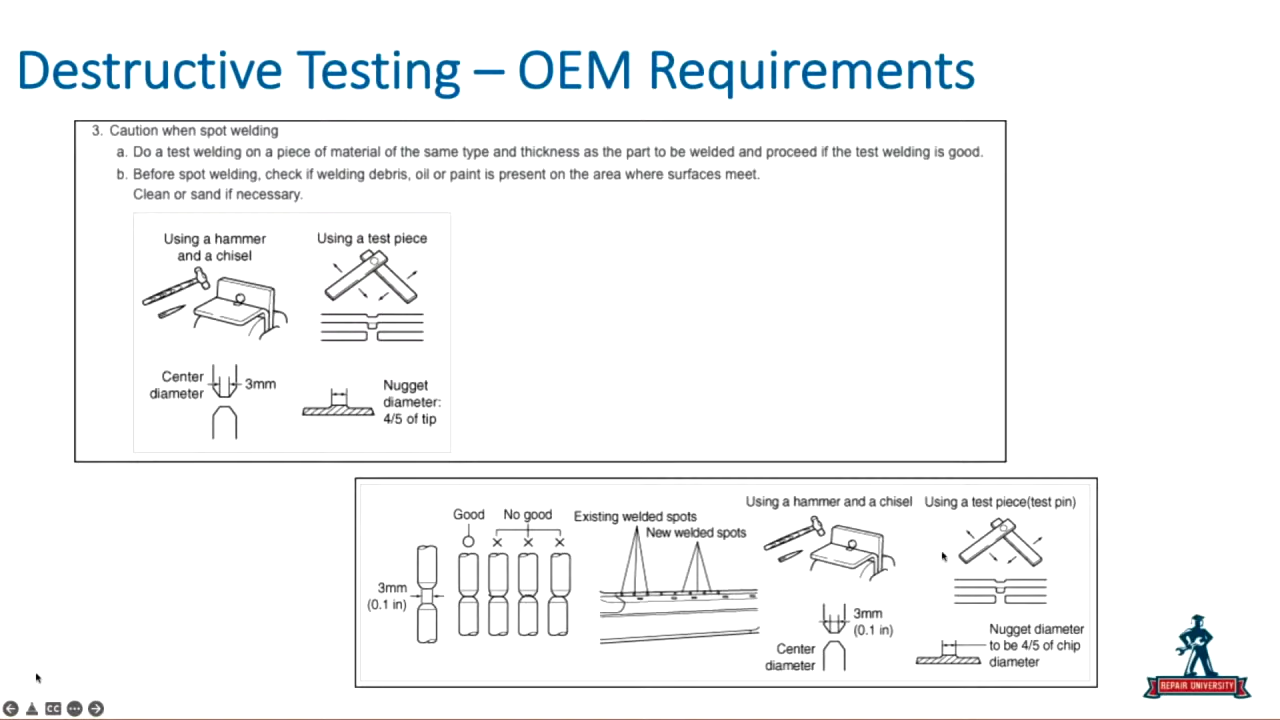 Destructive Testing – OEM Requirements
3. Caution when spot welding
a. Do a test welding on a piece of material of the same type and thickness as the part to be welded and proceed if the test welding is good.
b. Before spot welding, check if welding debris, oil or paint is present on the area where surfaces meet.
Clean or sand if necessary.
Using a hammer
and a chisel
Using a test piece
Center
diameter
3mm
Nugget
diameter:
4/5 of tip
Good
No good
3mm
(0.1 in)
Existing welded spots
New welded spots
Using a hammer and a chisel
Using a test piece(test pin)
3mm
(0.1 in)
Center
diameter
Nugget diameter
to be 4/5 of chip
diameter
REPAIR UNIVERSITY
CC